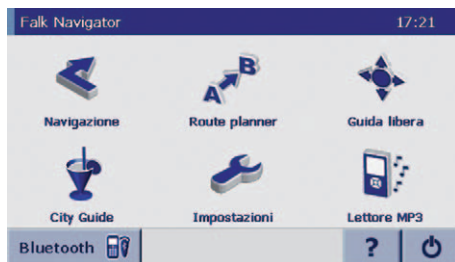 Falk Navigator 17:21
A B
Navigazione Route planner Guida libera
City Guide Impostazioni Lettore MP3
Bluetooth ?